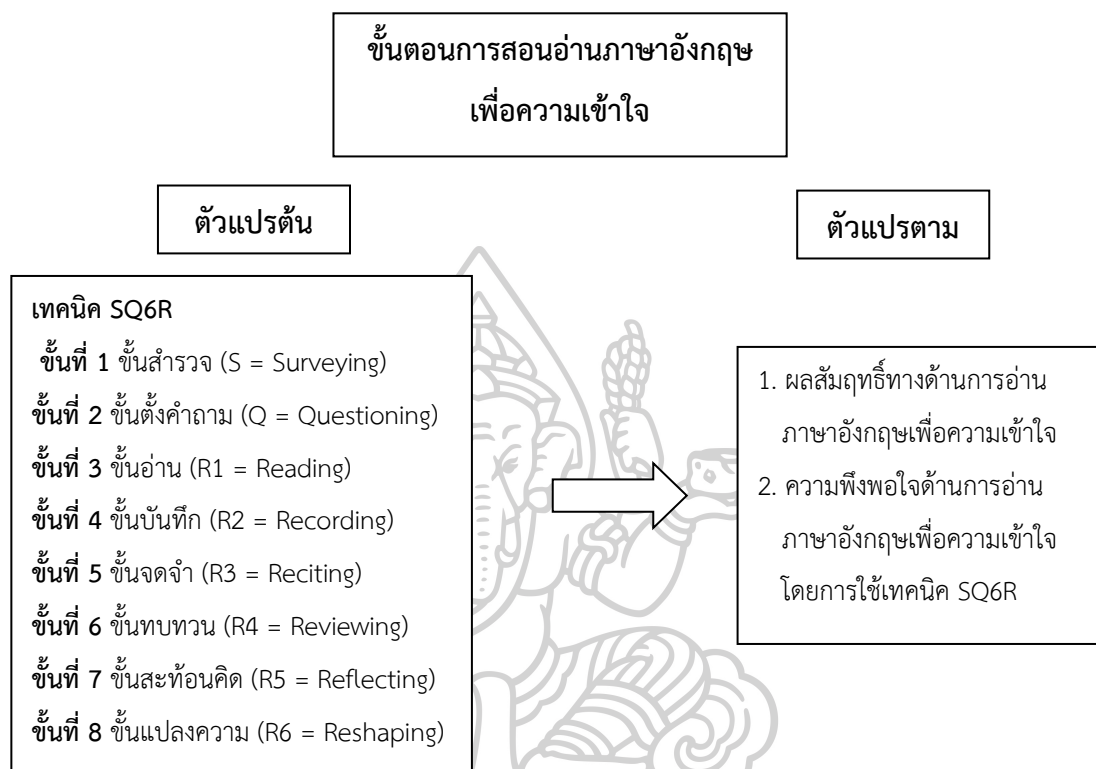 ขั้นตอนการสอนอ่านภาษาอังกฤษ
เพื่อความเข้าใจ
ตัวแปรต้น
ตัวแปรตาม
เทคนิค SQ6R
ขั้นที่ 1 ขั้นสำรวจ (S = Surveying)
ขั้นที่ 2 ขั้นตั้งคำถาม (Q = Questioning)
ขั้นที่ 3 ขั้นอ่าน (R1 = Reading)
ขั้นที่ 4 ขั้นบันทึก (R2 = Recording)
ขั้นที่ 5 ขั้นจดจำ (R3 = Reciting)
ขั้นที่ 6 ขั้นทบทวน (R4 = Reviewing)
ขั้นที่ 7 ขั้นสะท้อนคิด (R5 = Reflecting)
ขั้นที่ 8 ขั้นแปลงความ (R6 = Reshaping)
1. ผลสัมฤทธิ์ทางด้านการอ่าน
ภาษาอังกฤษเพื่อความเข้าใจ
2. ความพึงพอใจด้านการอ่าน
ภาษาอังกฤษเพื่อความเข้าใจ
โดยการใช้เทคนิค SQ6R